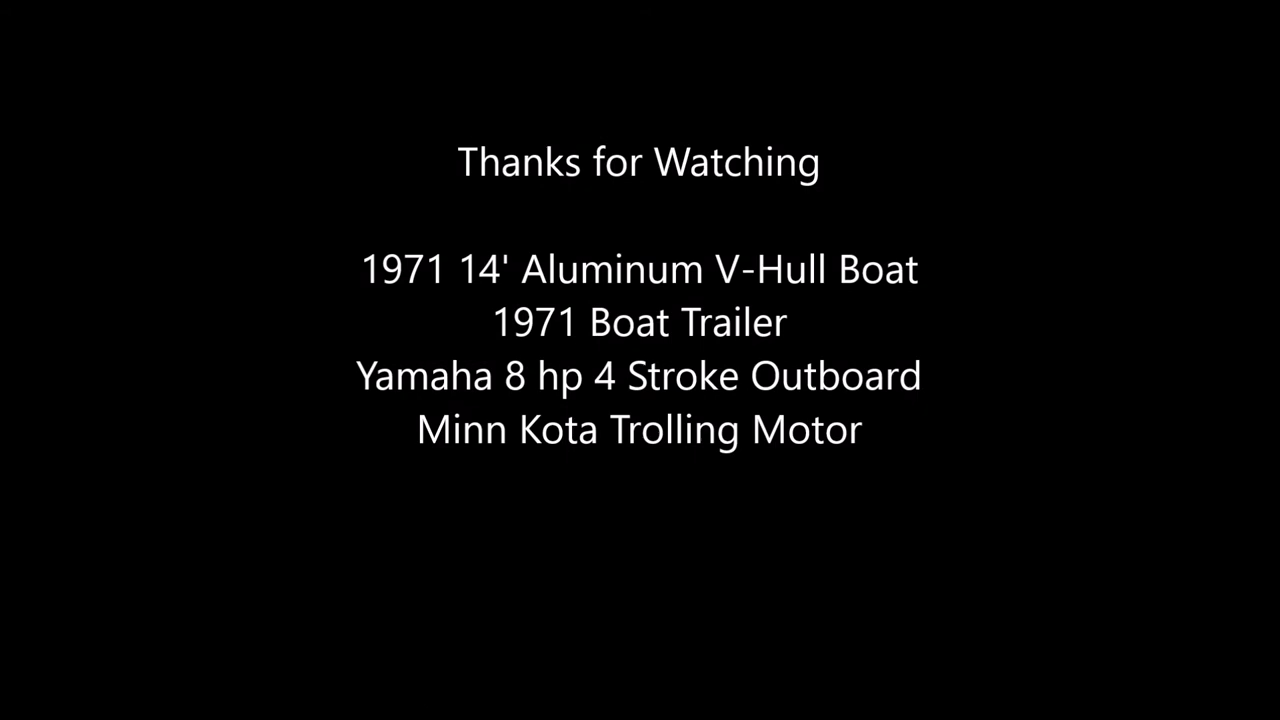 Thanks for Watching
1971 14' Aluminum V-Hull Boat
1971 Boat Trailer
Yamaha 8 hp 4 Stroke Outboard
Minn Kota Trolling Motor